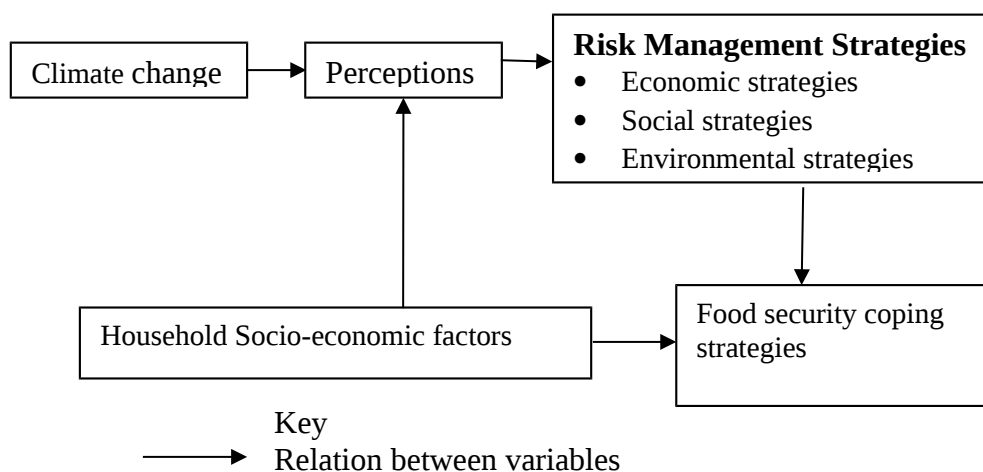 Climate change
Perceptions
Risk Management Strategies
• Economic strategies
• Social strategies
• Environmental strategies
Household Socio-economic factors
Food security coping
strategies
Key
Relation between variables